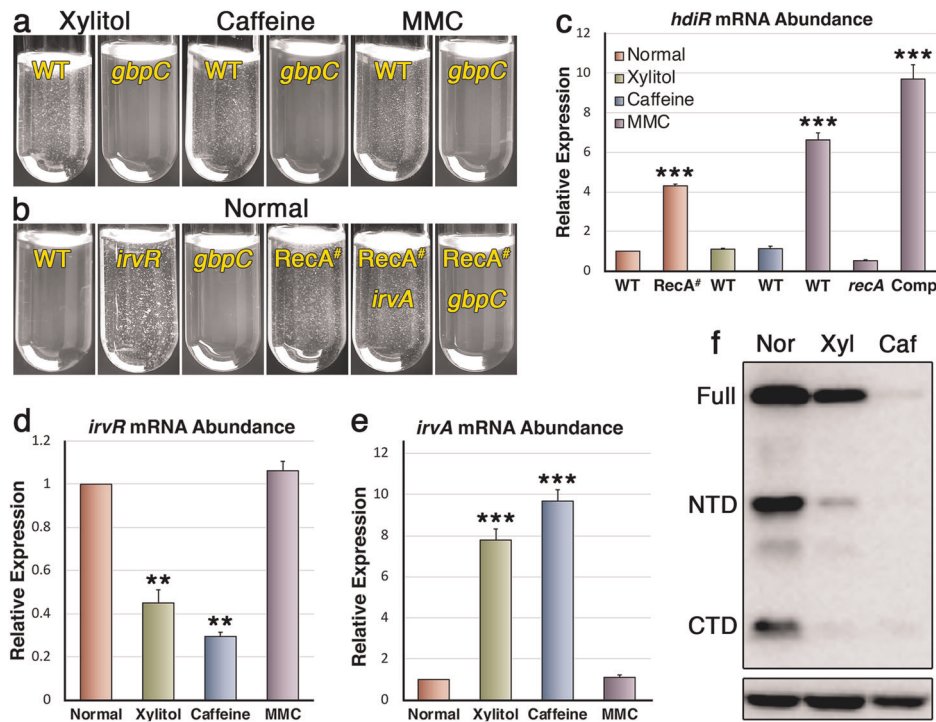 a
Xylitol Caffeine MMC
WT gbpC WT gbpC WT gbpC
b
Normal
WT irvR gbpC RecA# RecA# RecA#
irvA gbpC
c
hdiR mRNA Abundance
Relative Expression
12
10
8
6
4
2
0
Normal
Xylitol
Caffeine
MMC
***
***
***
WT RecA# WT WT WT recA Comp
d
irvR mRNA Abundance
Relative Expression
1.2
1
0.8
0.6
0.4
0.2
0
**
**
Normal Xylitol Caffeine MMC
e
irvA mRNA Abundance
Relative Expression
12
10
8
6
4
2
0
***
***
Normal Xylitol Caffeine MMC
f
Nor Xyl Caf
Full
NTD
CTD